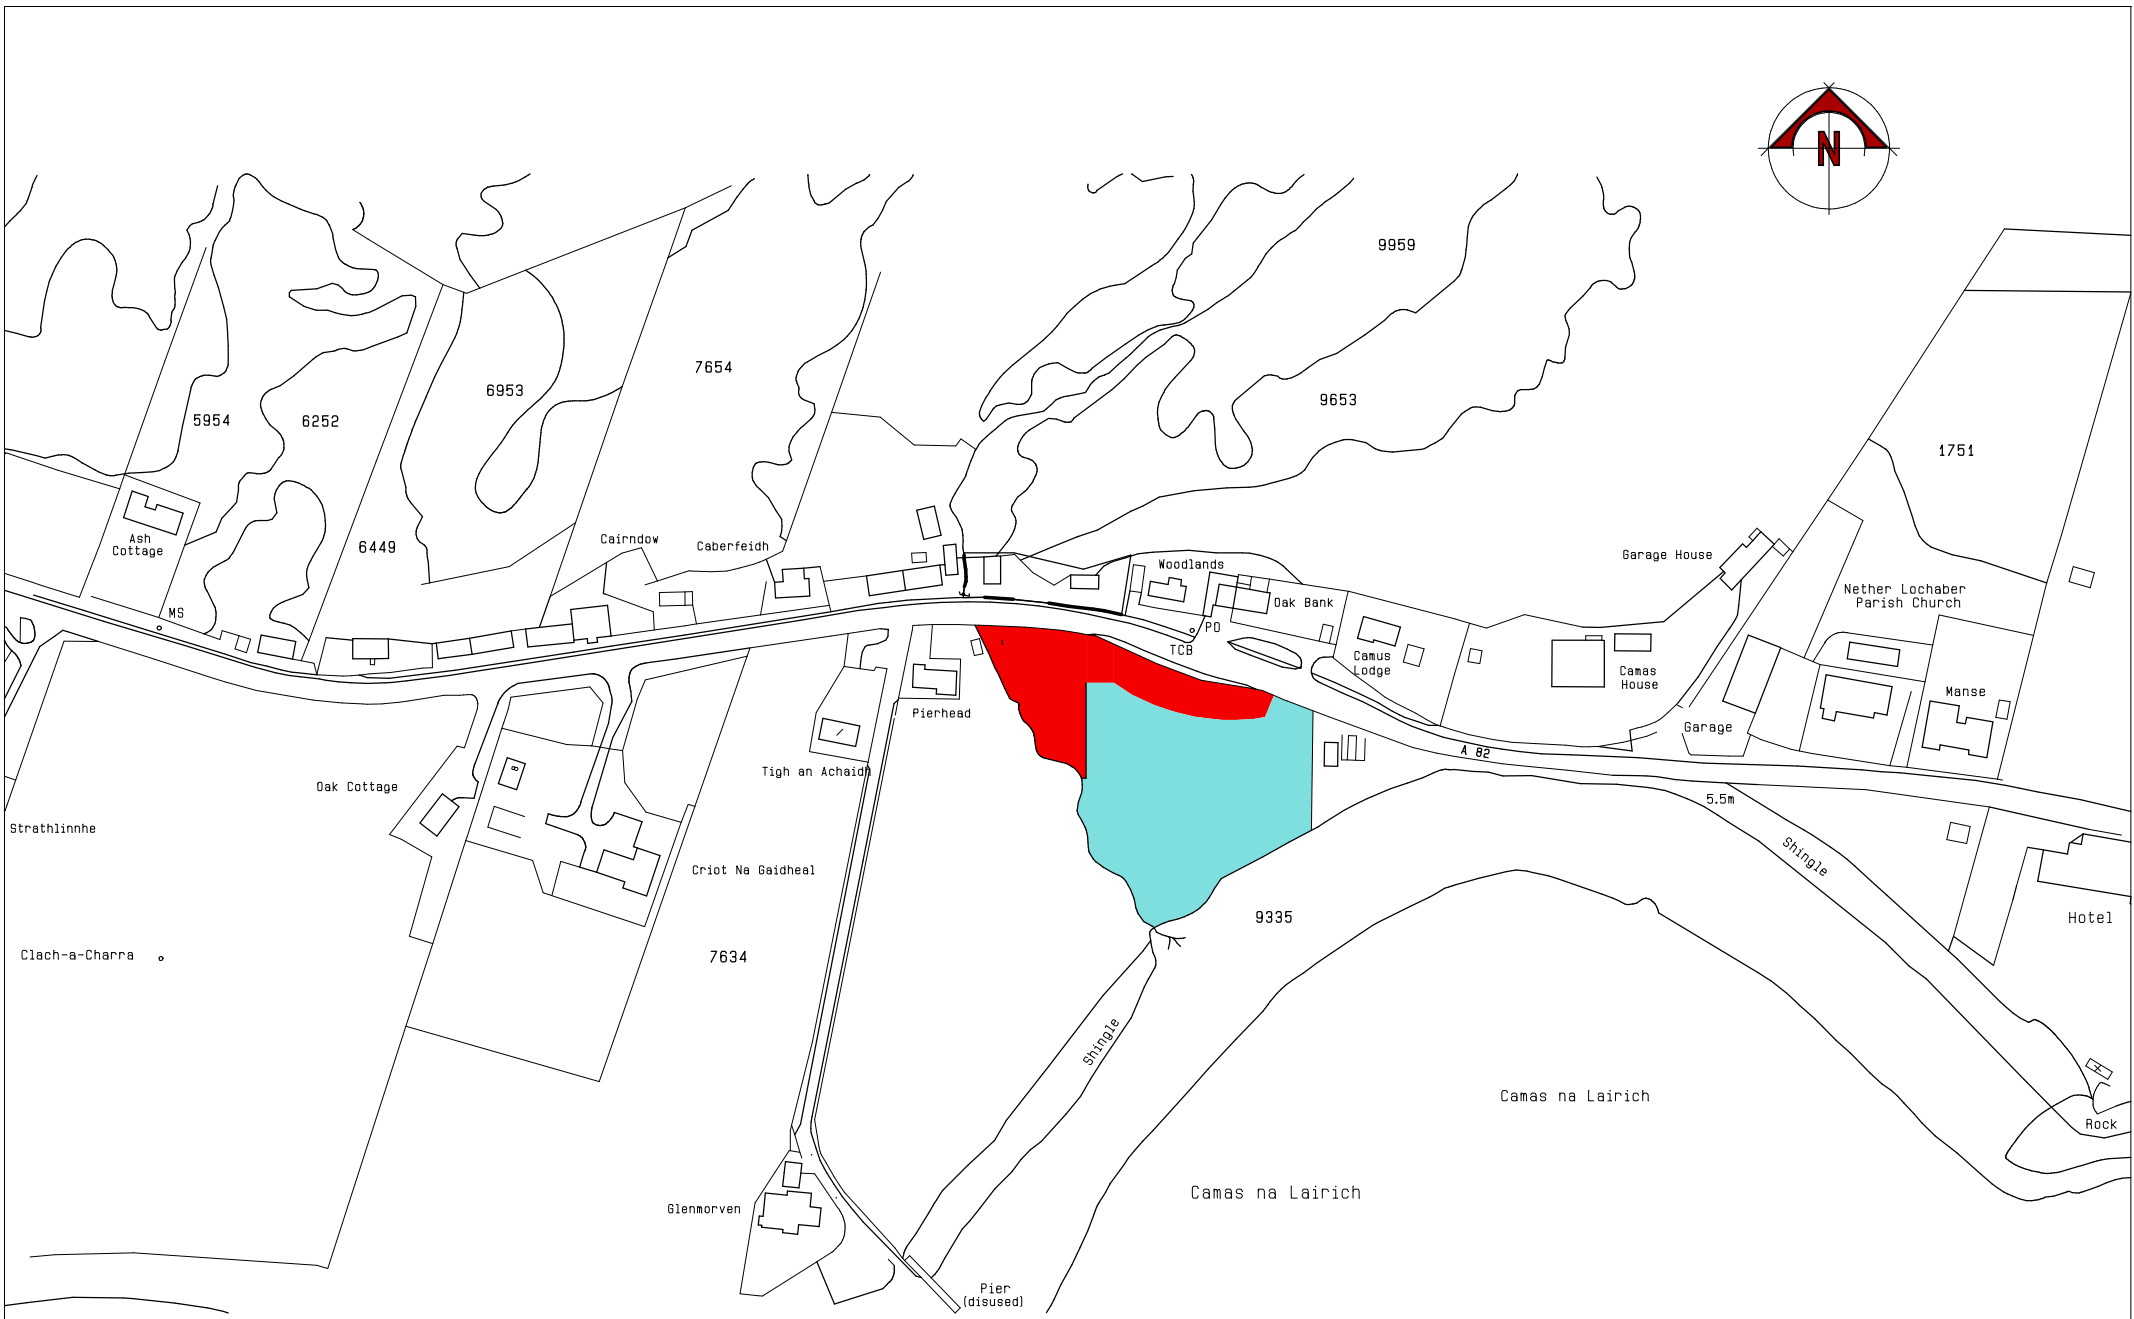 N
9959
7654
6953
9653
5954
6252
1751
6449
Ash
Cottage
Cairndow
Caberfeidh
Garage House
Woodlands
Nether Lochaber
Parish Church
Oak Bank
MS
PO
TCB
Camus
Lodge
Camas
House
Manse
Pierhead
Garage
A 82
Tigh an Achaidh
Oak Cottage
5.5m
Strathlinnhe
Shingle
Criot Na Gaidheal
9335
Hotel
7634
Clach-a-Charra
Shingle
Camas na Lairich
Rock
Camas na Lairich
Glenmorven
Pier
(disused)